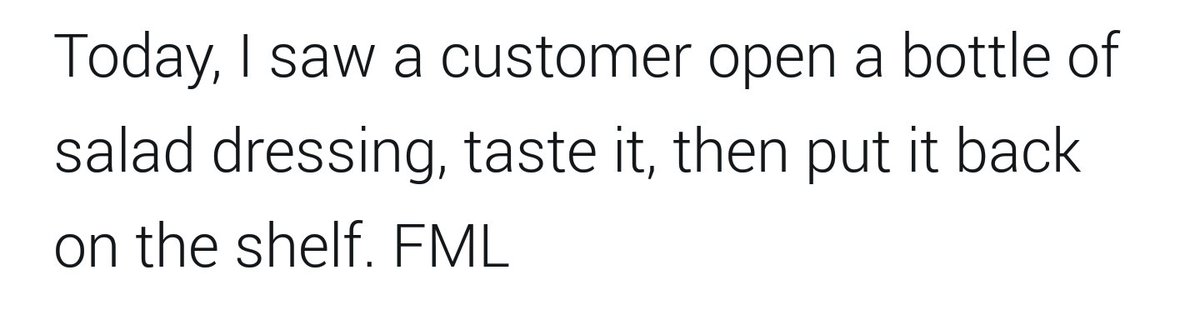 Today, I saw a customer open a bottle of
salad dressing, taste it, then put it back
on the shelf. FML